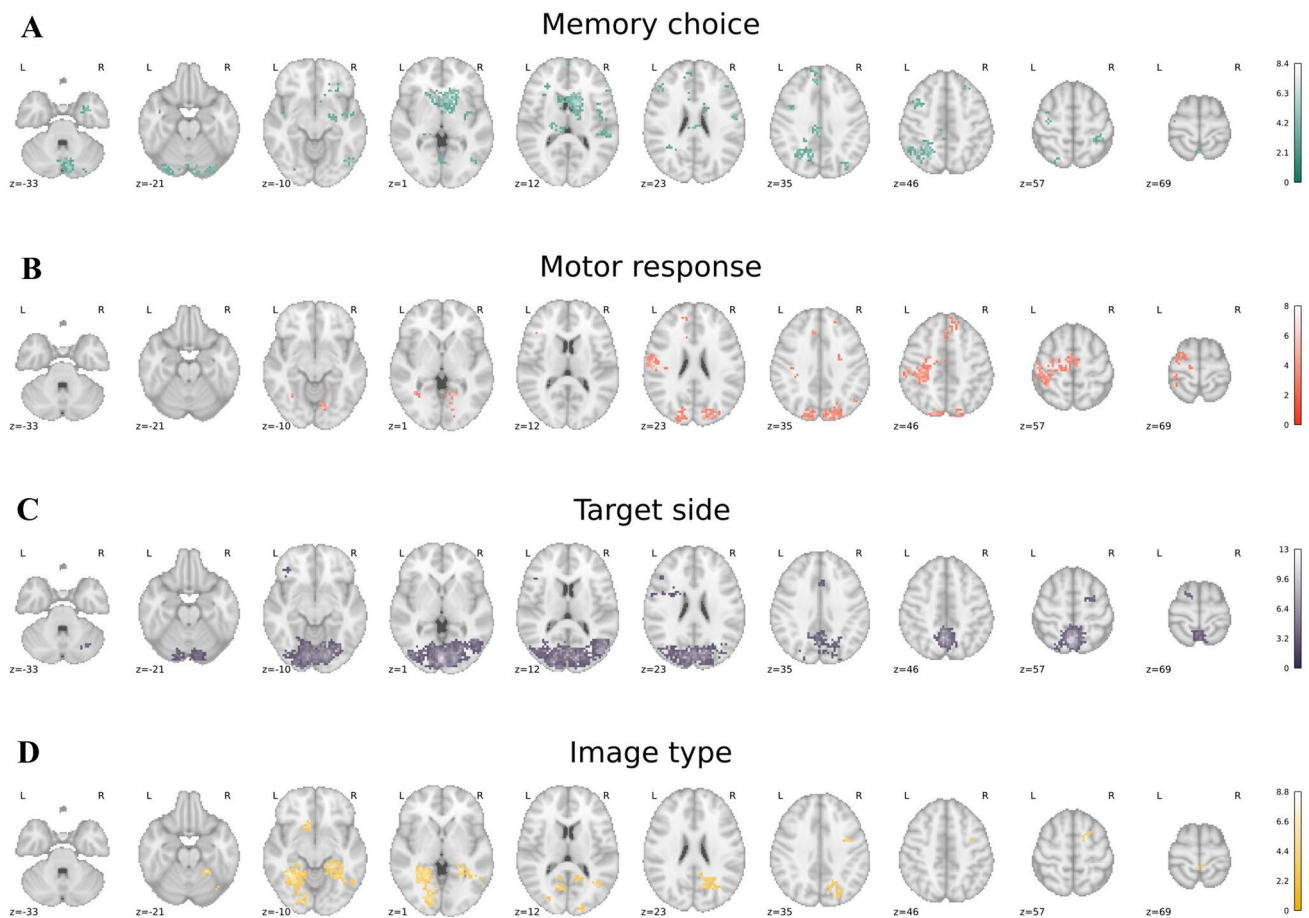 A Memory choice
L R L R L R L R L R L R L R L R L R L R
8.4
6.3
4.2
2.1
0
z=-33 z=-21 z=-10 z=1 z=12 z=23 z=35 z=46 z=57 z=69
B Motor response
L R L R L R L R L R L R L R L R L R L R
8
6
4
2
0
z=-33 z=-21 z=-10 z=1 z=12 z=23 z=35 z=46 z=57 z=69
C Target side
L R L R L R L R L R L R L R L R L R L R
13
9.6
6.4
3.2
0
z=-33 z=-21 z=-10 z=1 z=12 z=23 z=35 z=46 z=57 z=69
D Image type
L R L R L R L R L R L R L R L R L R L R
8.8
6.6
4.4
2.2
0
z=-33 z=-21 z=-10 z=1 z=12 z=23 z=35 z=46 z=57 z=69